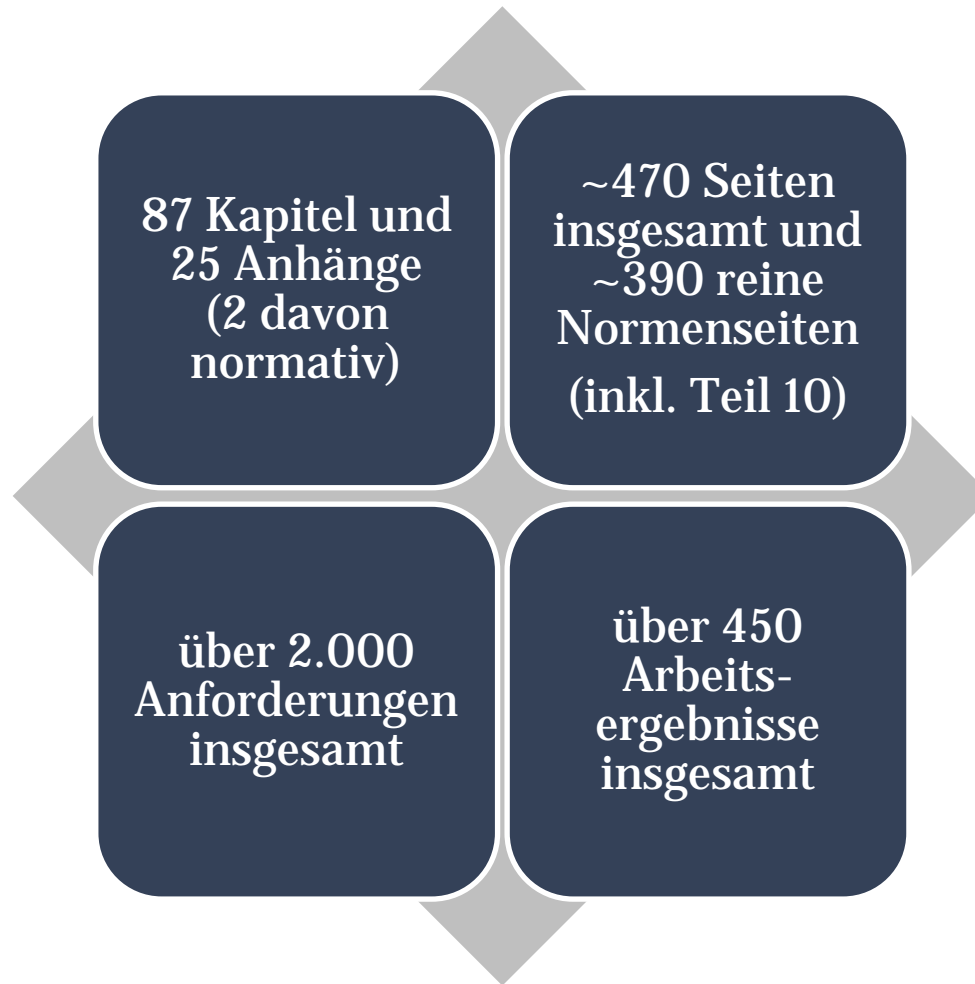 87 Kapitel und
25 Anhänge
(2 davon
normativ)
~470 Seiten
insgesamt und
~390 reine
Normenseiten
(inkl. Teil 10)
über 2.000
Anforderungen
insgesamt
über 450
Arbeits-
ergebnisse
insgesamt